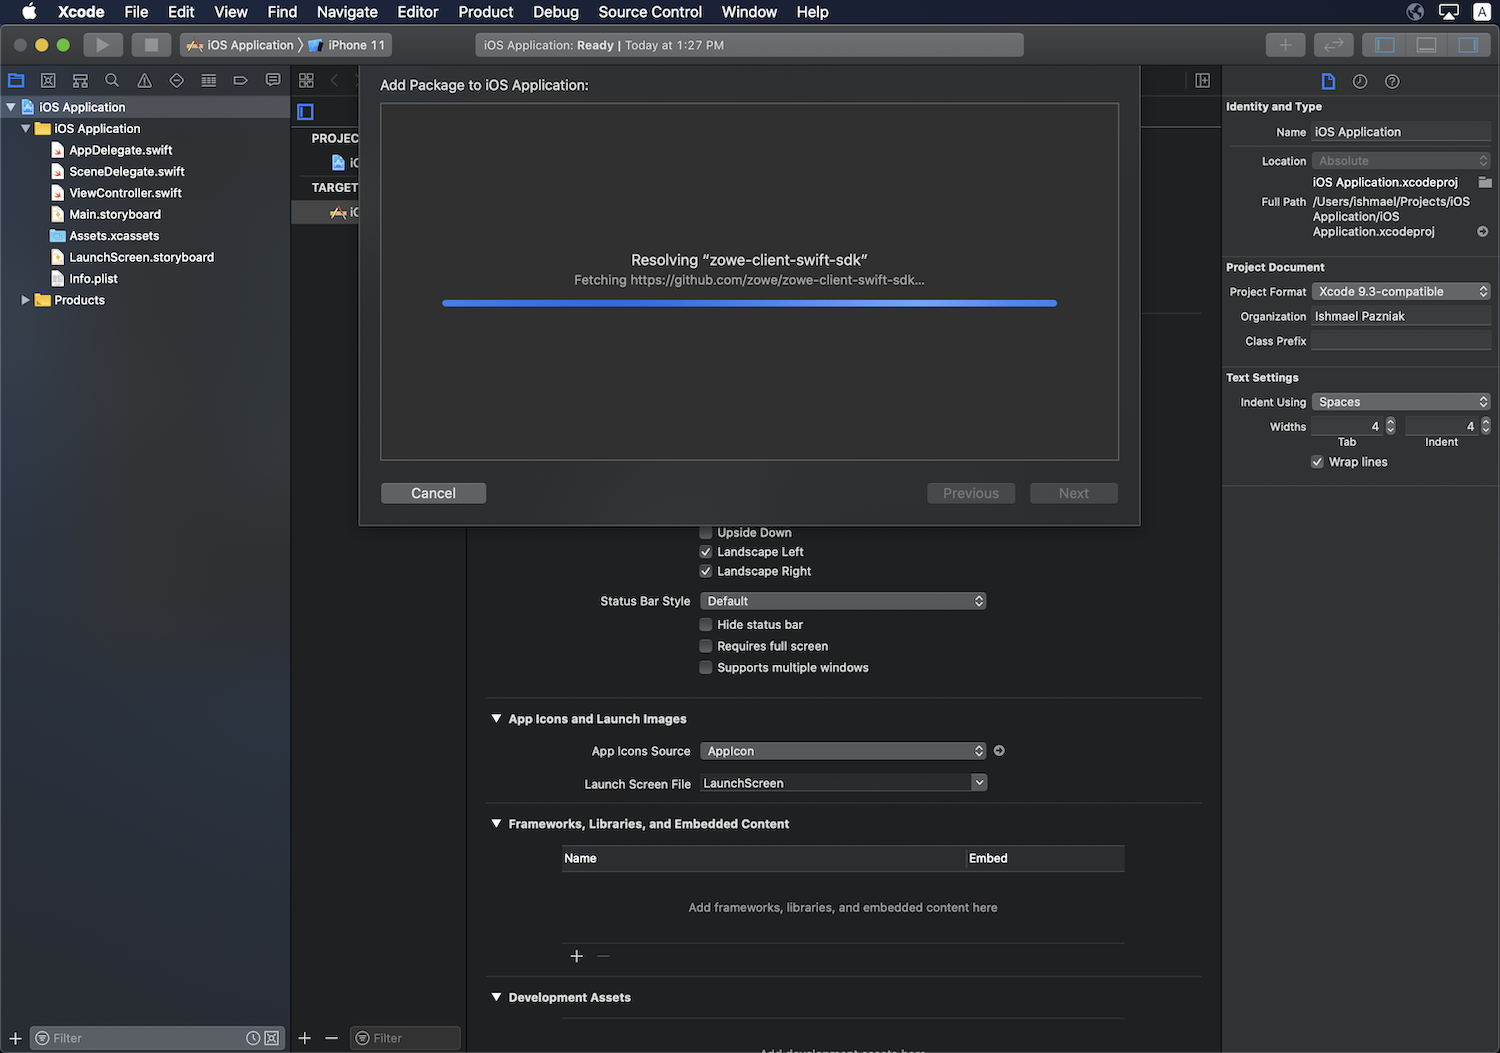 Xcode File Edit View Find Navigate Editor Product Debug Source Control Window Help A
iOS Application iPhone 11
iOS Application: Ready | Today at 1:27 PM
iOS Application
iOS Application
AppDelegate.swift
SceneDelegate.swift
ViewController.swift
Main.storyboard
Assets.xcassets
LaunchScreen.storyboard
Info.plist
Products
Filter
PROJEC
iO
TARGET
iO
Filter
Add Package to iOS Application:
Resolving “zowe-client-swift-sdk”
Fetching https://github.com/zowe/zowe-client-swift-sdk...
Cancel Previous Next
Upside Down
Landscape Left
Landscape Right
Status Bar Style Default
Hide status bar
Requires full screen
Supports multiple windows
App Icons and Launch Images
App Icons Source AppIcon
Launch Screen File LaunchScreen
Frameworks, Libraries, and Embedded Content
Name Embed
Add frameworks, libraries, and embedded content here
Development Assets
Add development assets here
Identity and Type
Name iOS Application
Location Absolute
iOS Application.xcodeproj
Full Path /Users/ishmael/Projects/iOS
Application/iOS
Application.xcodeproj
Project Document
Project Format Xcode 9.3-compatible
Organization Ishmael Pazniak
Class Prefix
Text Settings
Indent Using Spaces
Widths 4 4
Tab Indent
Wrap lines